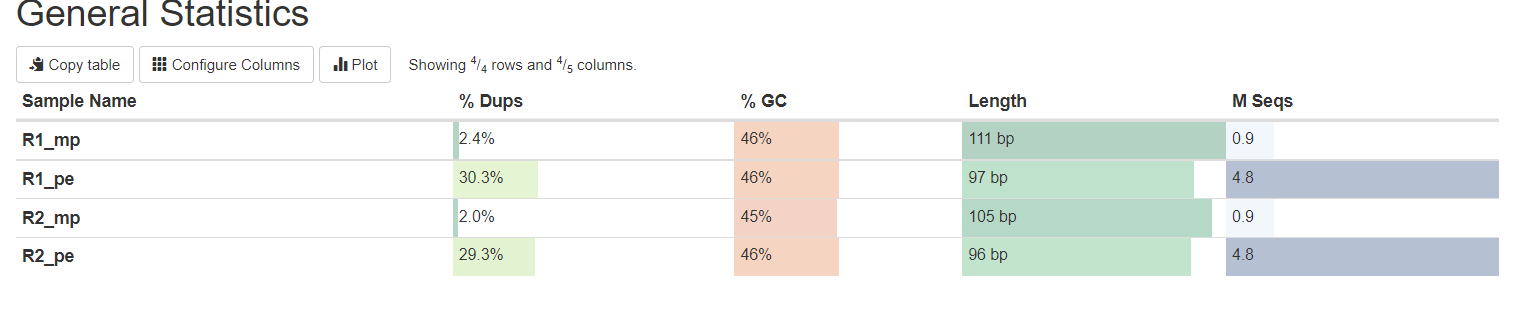 General Statistics
Copy table Configure Columns Plot Showing 4/4 rows and 4/5 columns.
Sample Name % Dups % GC Length M Seqs
R1_mp 2.4% 46% 111 bp 0.9
R1_pe 30.3% 46% 97 bp 4.8
R2_mp 2.0% 45% 105 bp 0.9
R2_pe 29.3% 46% 96 bp 4.8